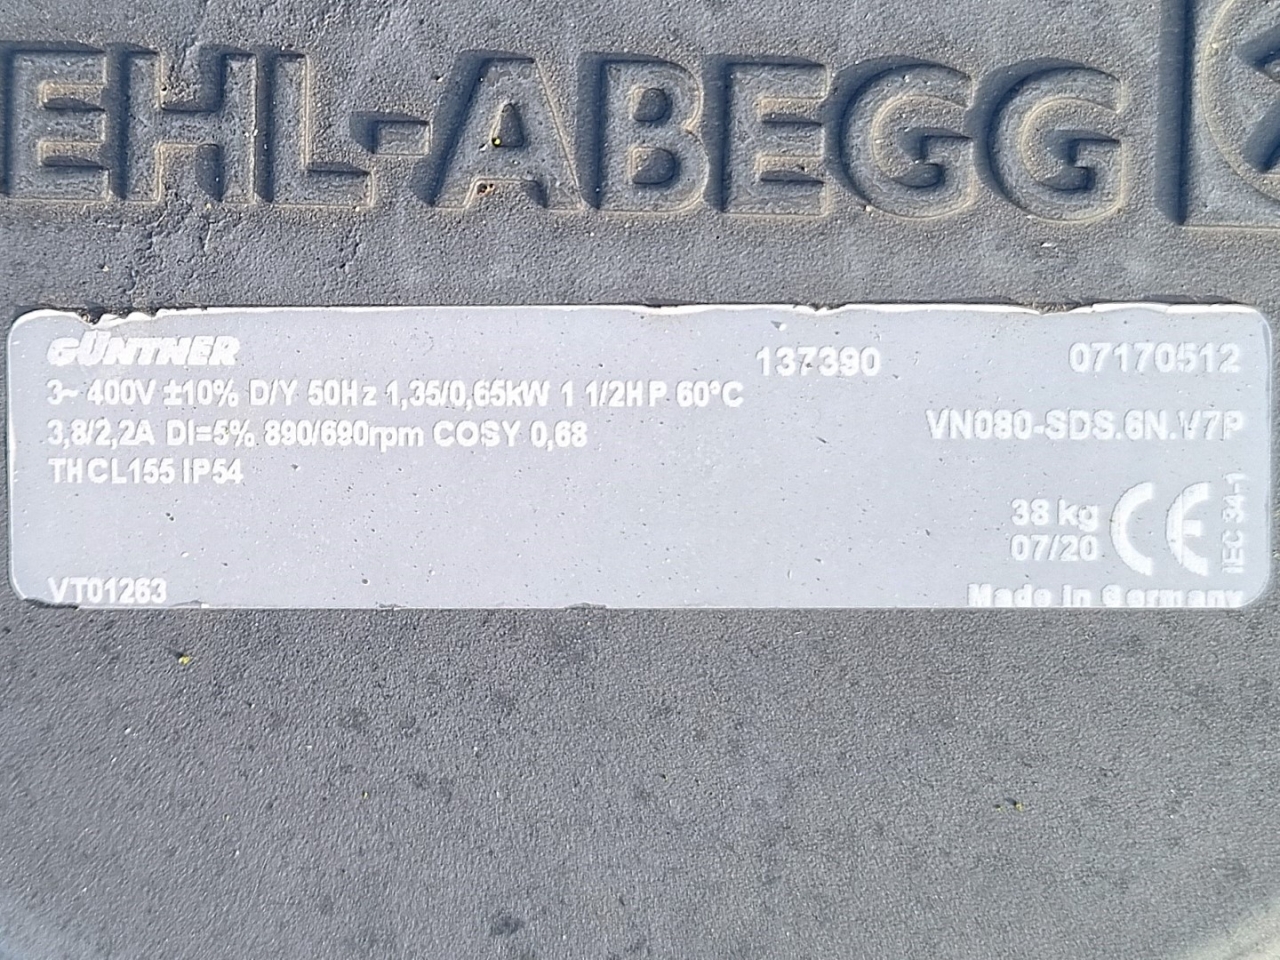 EHL-ABEGG
GÜNTNER
137390
07170512
3~ 400V ±10% D/Y 50Hz 1,35/0,65kW 1 1/2HP 60°C
3,8/2,2A DI=5% 890/690rpm COSY 0,68
VN080-SDS.6N.V7P
THCL155 IP54
38 kg
07/20
CE
IEC 34-1
VT01263
Made in Germany